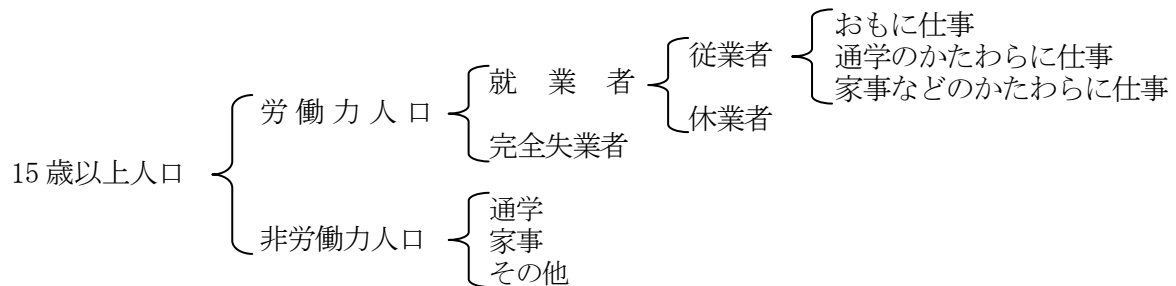 15歳以上人口
労働力人口
就業者
従業者
おもに仕事
通学のかたわらに仕事
家事などのかたわらに仕事
休業者
完全失業者
非労働力人口
通学
家事
その他